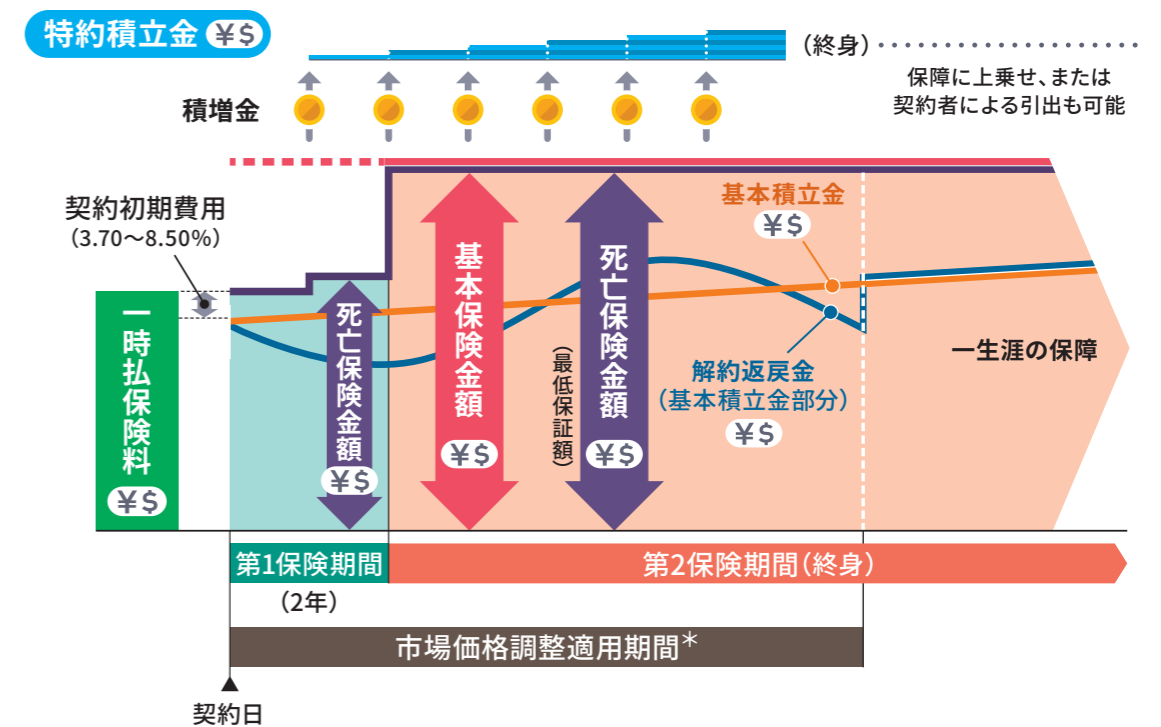 特約積立金 ¥$
(終身)
保障に上乗せ、または
契約者による引出も可能
積増金
契約初期費用
(3.70〜8.50%)
基本積立金
¥$
一時払保険料
¥$
死亡保険金額
¥$
基本保険金額
¥$
死亡保険金額
(最低保証額)
¥$
解約返戻金
(基本積立金部分)
¥$
一生涯の保障
第1保険期間
第2保険期間(終身)
(2年)
市場価格調整適用期間*
契約日